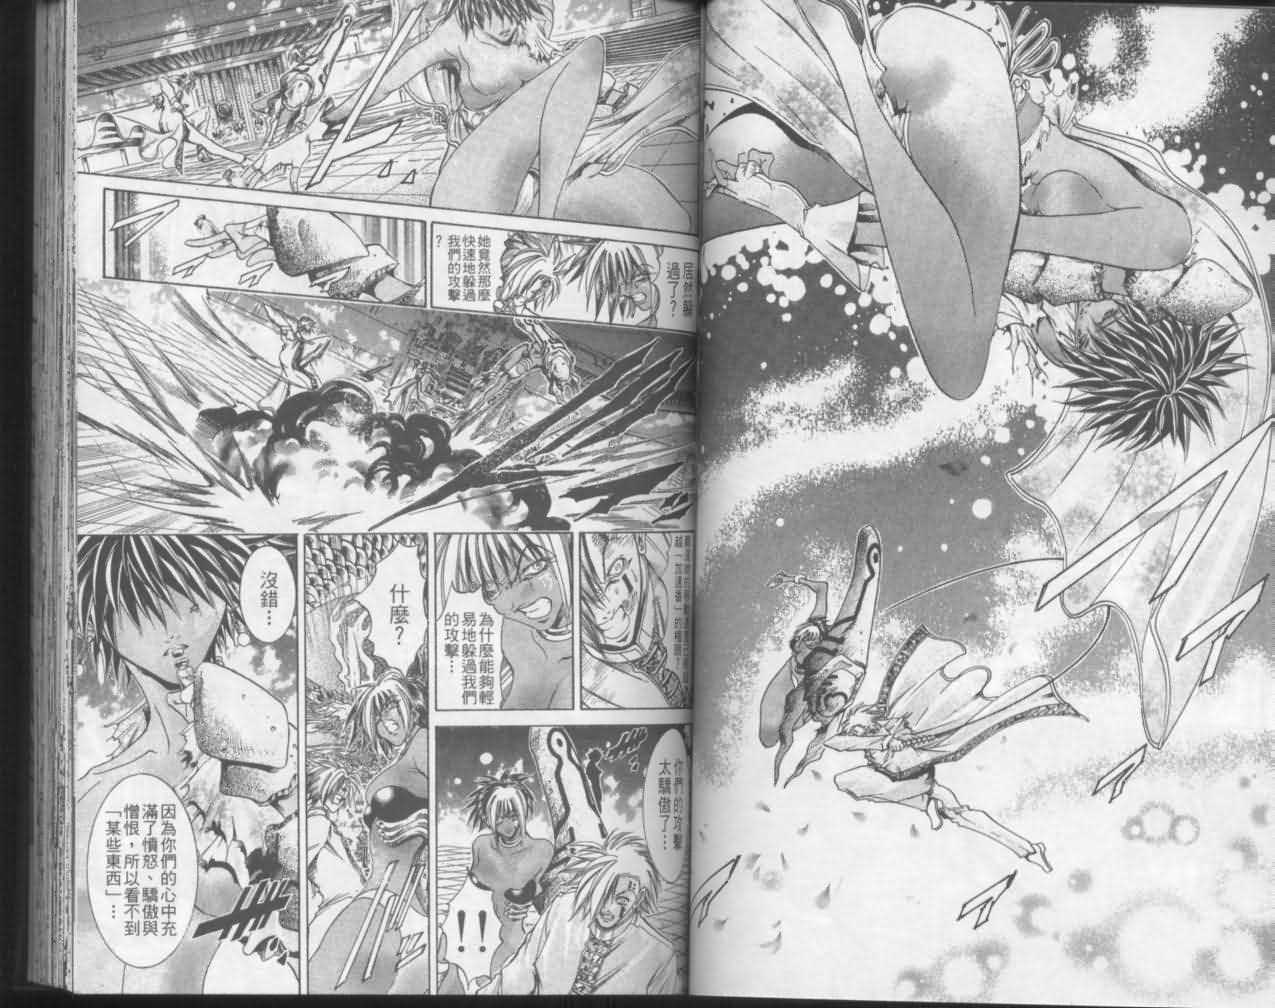 居然躲
過了？
她竟然那麼
快速地躲過
我們的攻擊
？
越「加速播」的極限？
為什麼能夠輕
易地躲過我們
的攻擊…
什麼？
沒錯…
你們的攻擊
太驕傲了…
！！
因為你們的心中充
滿了憤怒、驕傲與
憎恨，所以看不到
「某些東西」…